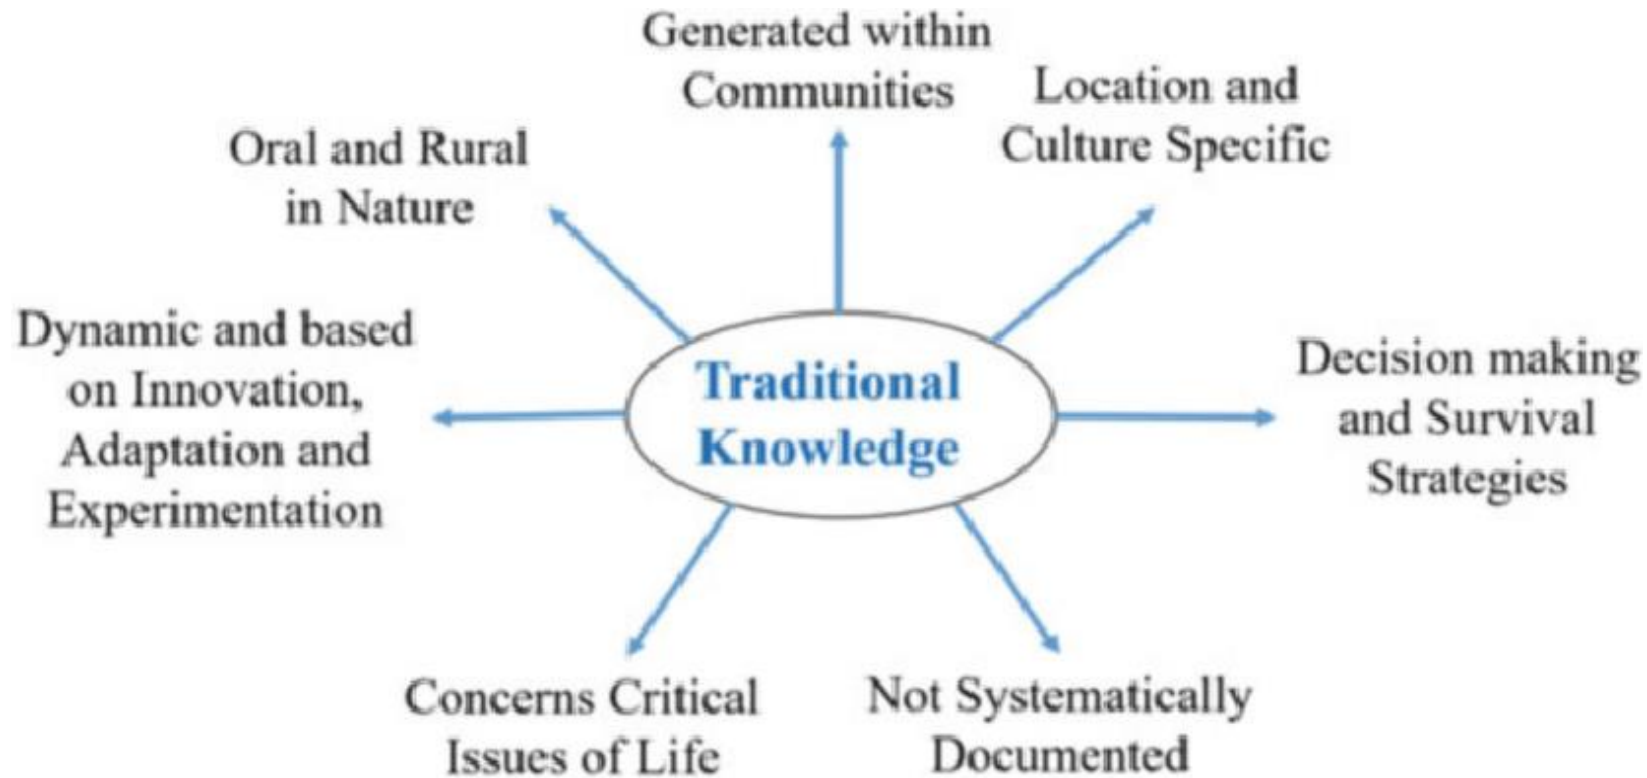 Generated within
Communities
Location and
Culture Specific
Oral and Rural
in Nature
Dynamic and based
on Innovation,
Adaptation and
Experimentation
Traditional
Knowledge
Decision making
and Survival
Strategies
Concerns Critical
Issues of Life
Not Systematically
Documented